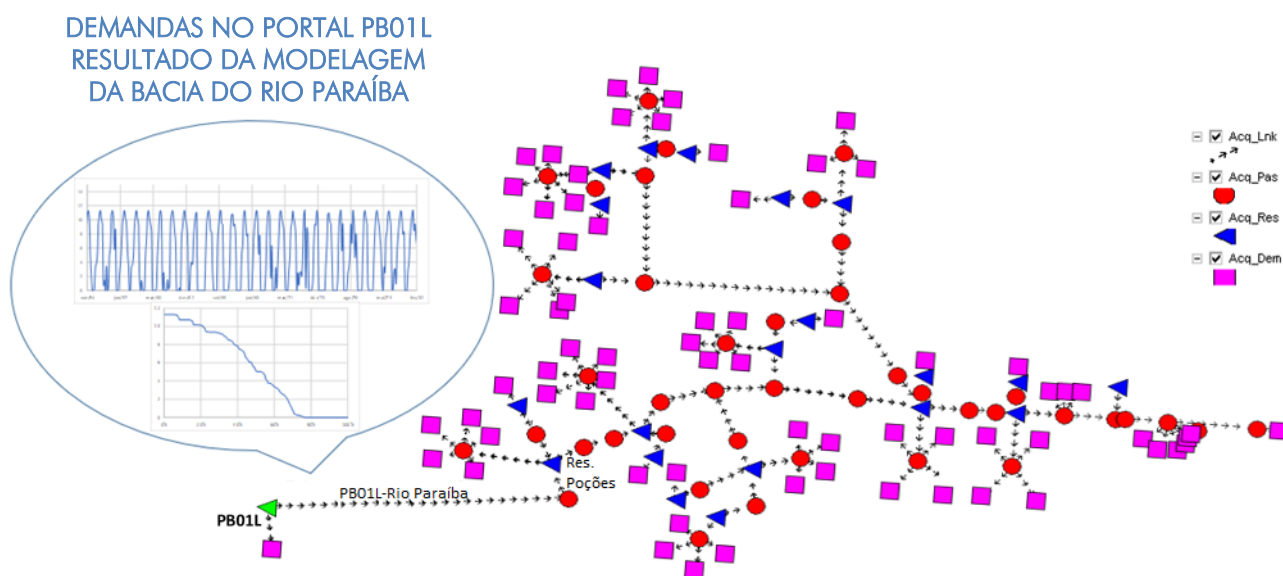 DEMANDAS NO PORTAL PB01L
RESULTADO DA MODELAGEM
DA BACIA DO RIO PARAÍBA
Acq_Lnk
Acq_Pas
Acq_Res
Acq_Dem
Res.
Poções
PB01L-Rio Paraíba
PB01L